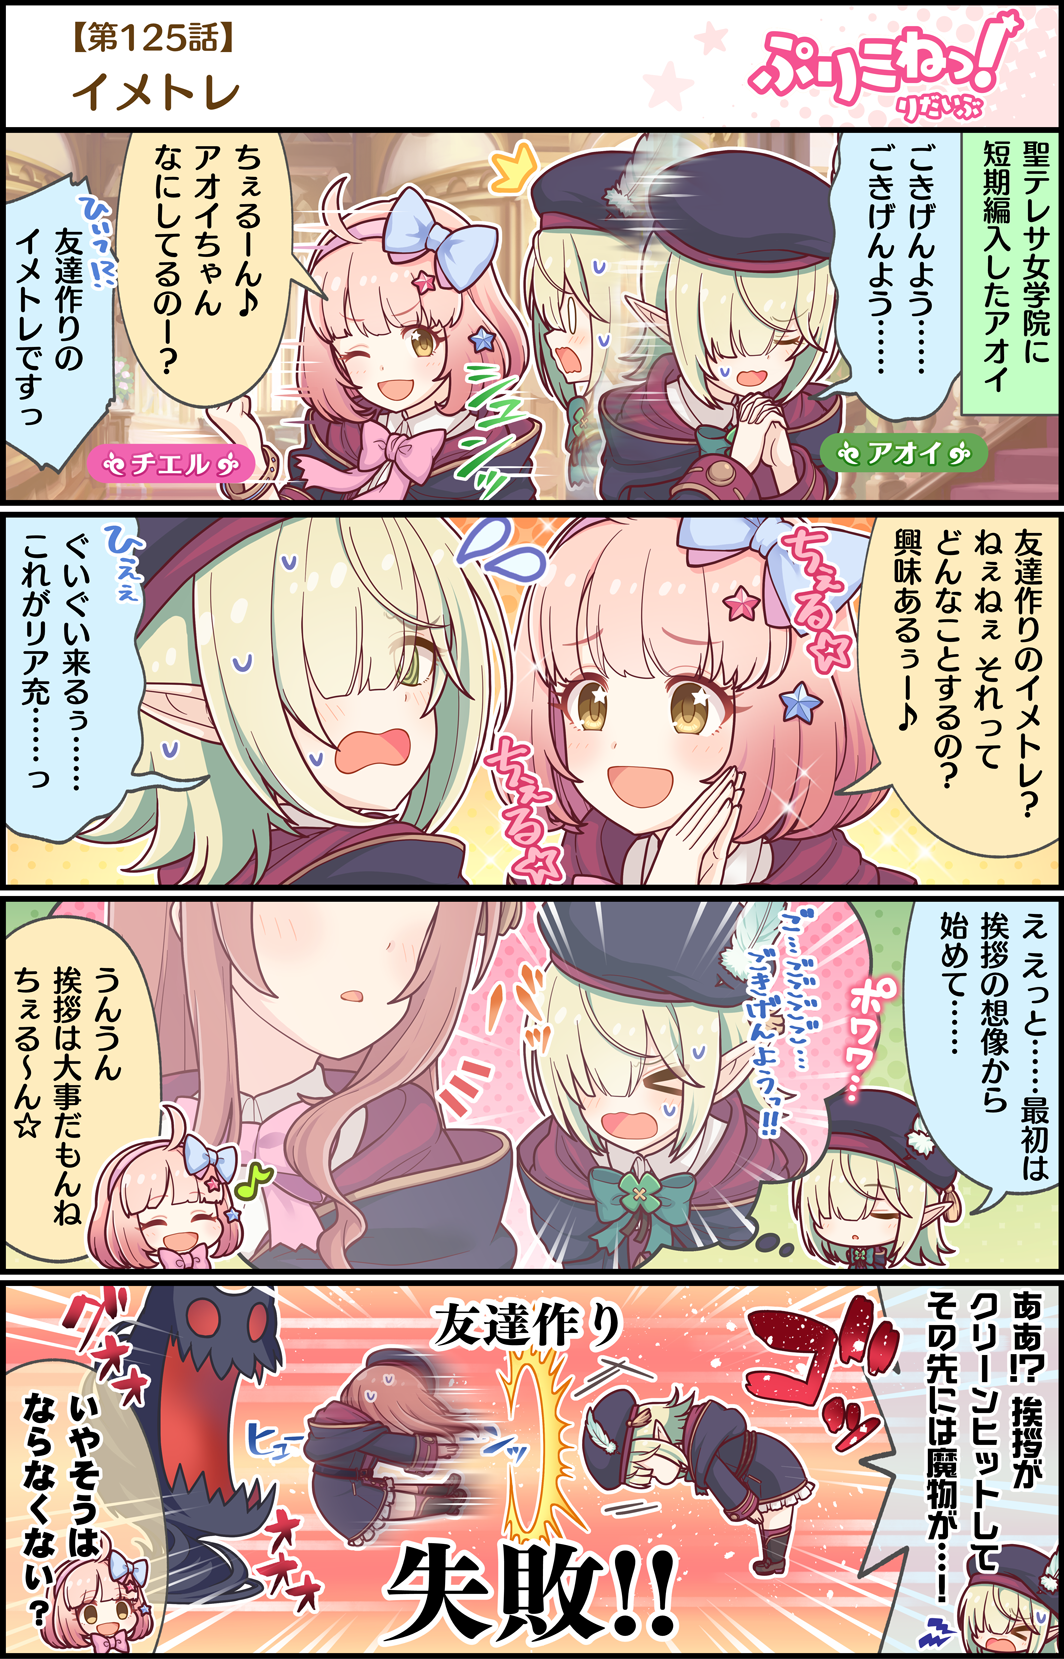 【第125話】
イメトレ
ぷりこねっ!
りだいぶ
聖テレサ女学院に
短期編入したアオイ
ごきげんよう……
ごきげんよう……
アオイ
ちぇるーん♪
アオイちゃん
なにしてるのー?
チエル
ジーッ
ひぃっ!?
友達作りの
イメトレですっ
友達作りのイメトレ?
ねぇねぇ それって
どんなことするの?
興味あるぅー♪
ちぇる☆
ちぇる☆
ひぇぇ
ぐいぐい来るぅ……
これがリア充……っ
え えっと……最初は
挨拶の想像から
始めて……
ポワワ…
ご…ごごごご…
ごきげんようっ!!
うんうん
挨拶は大事だもんね
ちぇる～ん☆
ああ!? 挨拶が
クリーンヒットして
その先には魔物が……!
ゴッ
友達作り
失敗!!
ヒューンッ
グオオ
オオオ
いやそうは
ならなくない?